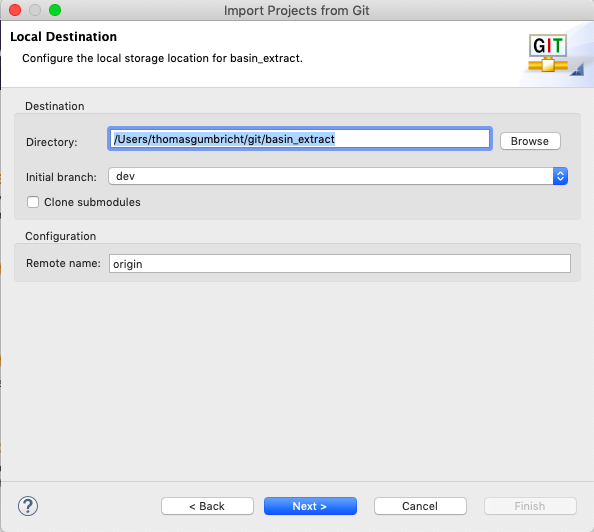 Import Projects from Git
Local Destination
Configure the local storage location for basin_extract.
GIT
Destination
Directory: /Users/thomasgumbricht/git/basin_extract Browse
Initial branch: dev
Clone submodules
Configuration
Remote name: origin
? < Back Next > Cancel Finish